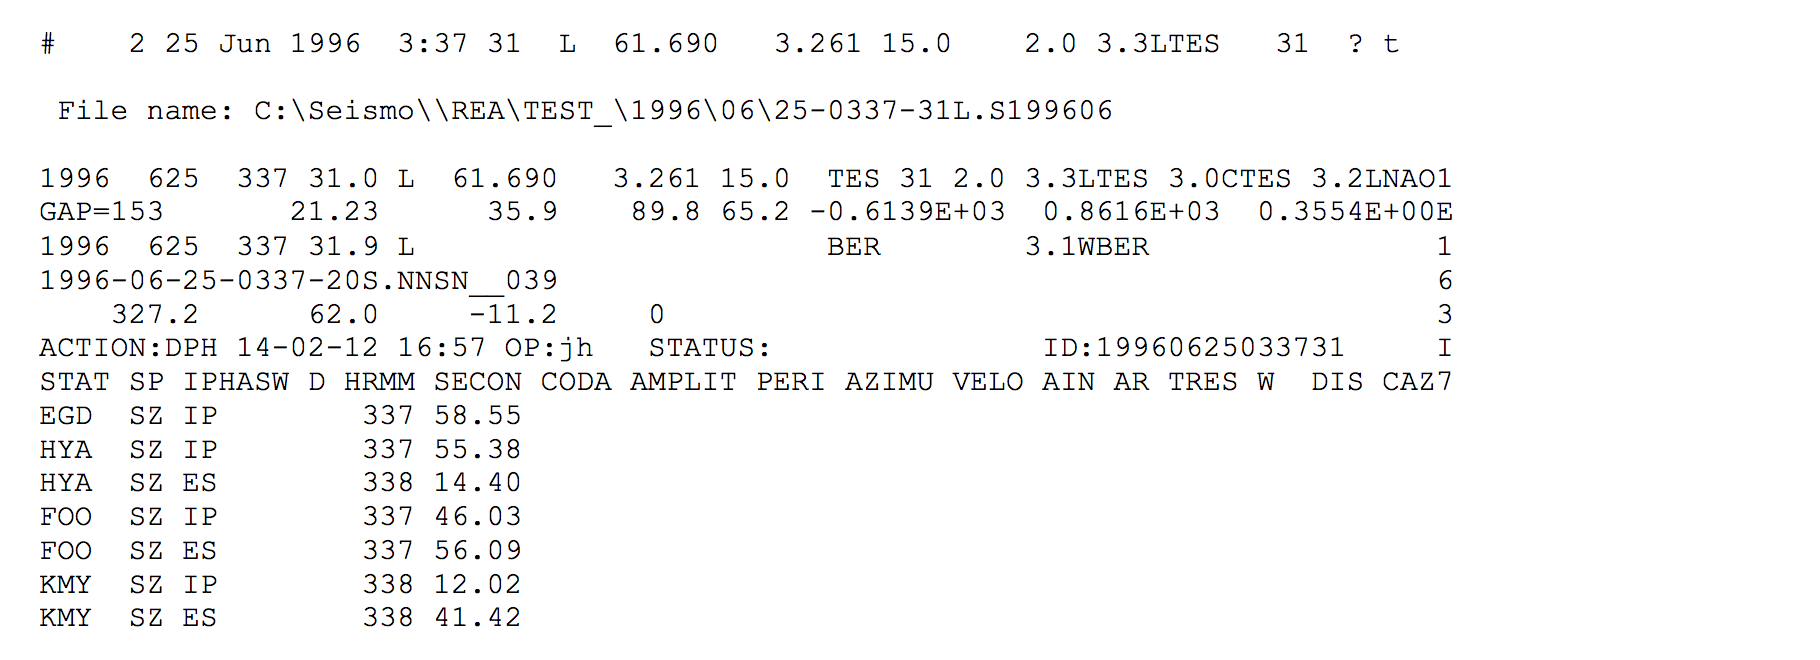 #    2 25 Jun 1996  3:37 31  L  61.690   3.261 15.0    2.0 3.3LTES   31  ? t
File name: C:\Seismo\\REA\TEST_\1996\06\25-0337-31L.S199606
1996  625  337 31.0 L  61.690   3.261 15.0  TES 31 2.0 3.3LTES 3.0CTES 3.2LNAO1
GAP=153       21.23      35.9    89.8 65.2 -0.6139E+03  0.8616E+03  0.3554E+00E
1996  625  337 31.9 L                       BER        3.1WBER                1
1996-06-25-0337-20S.NNSN__039                                                 6
    327.2      62.0     -11.2     0                                           3
ACTION:DPH 14-02-12 16:57 OP:jh   STATUS:               ID:19960625033731     I
STAT SP IPHASW D HRMM SECON CODA AMPLIT PERI AZIMU VELO AIN AR TRES W  DIS CAZ7
EGD  SZ IP        337 58.55
HYA  SZ IP        337 55.38
HYA  SZ ES        338 14.40
FOO  SZ IP        337 46.03
FOO  SZ ES        337 56.09
KMY  SZ IP        338 12.02
KMY  SZ ES        338 41.42